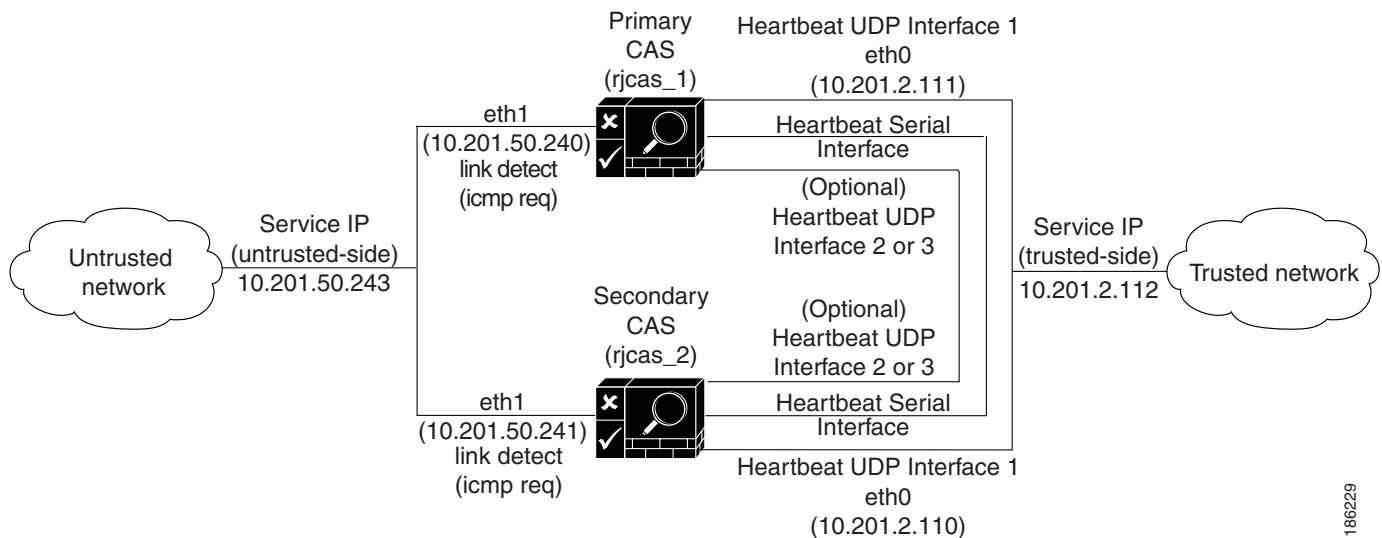 Primary
CAS
(rjcas_1)
Heartbeat UDP Interface 1
eth0
(10.201.2.111)
eth1
(10.201.50.240)
link detect
(icmp req)
Heartbeat Serial
Interface
(Optional)
Heartbeat UDP
Interface 2 or 3
Untrusted
network
Service IP
(untrusted-side)
10.201.50.243
Service IP
(trusted-side)
10.201.2.112
Trusted network
Secondary
CAS
(rjcas_2)
(Optional)
Heartbeat UDP
Interface 2 or 3
eth1
(10.201.50.241)
link detect
(icmp req)
Heartbeat Serial
Interface
Heartbeat UDP Interface 1
eth0
(10.201.2.110)
186229